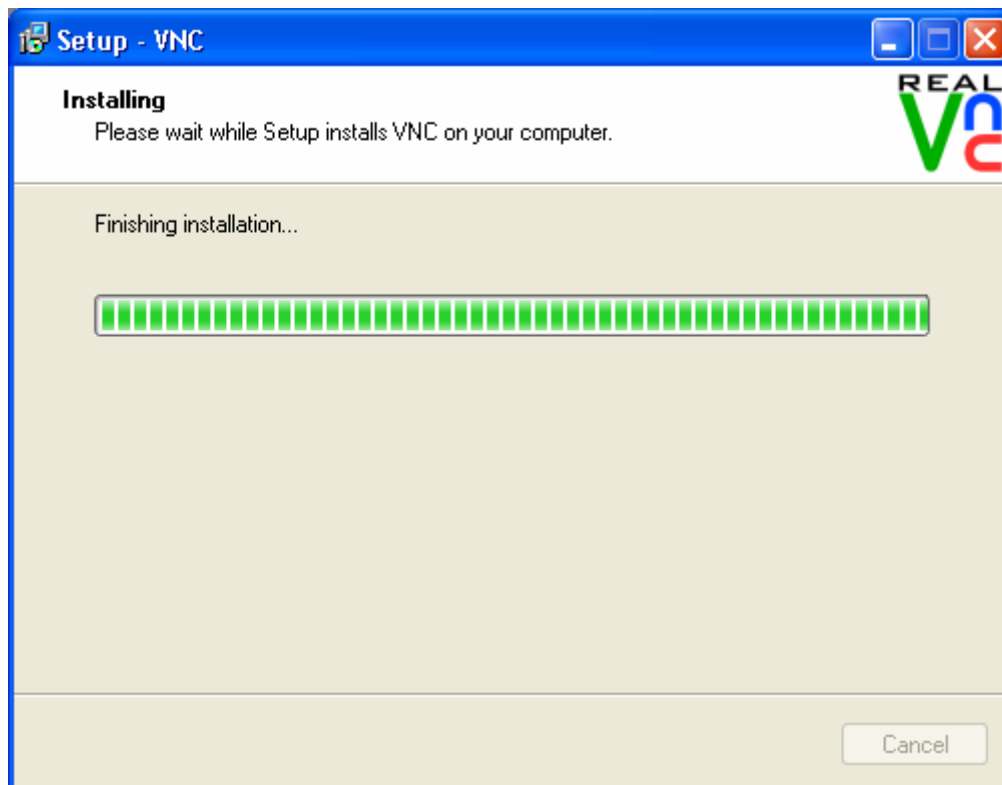 Setup - VNC
Installing
Please wait while Setup installs VNC on your computer.
REAL
VNC
Finishing installation...
Cancel